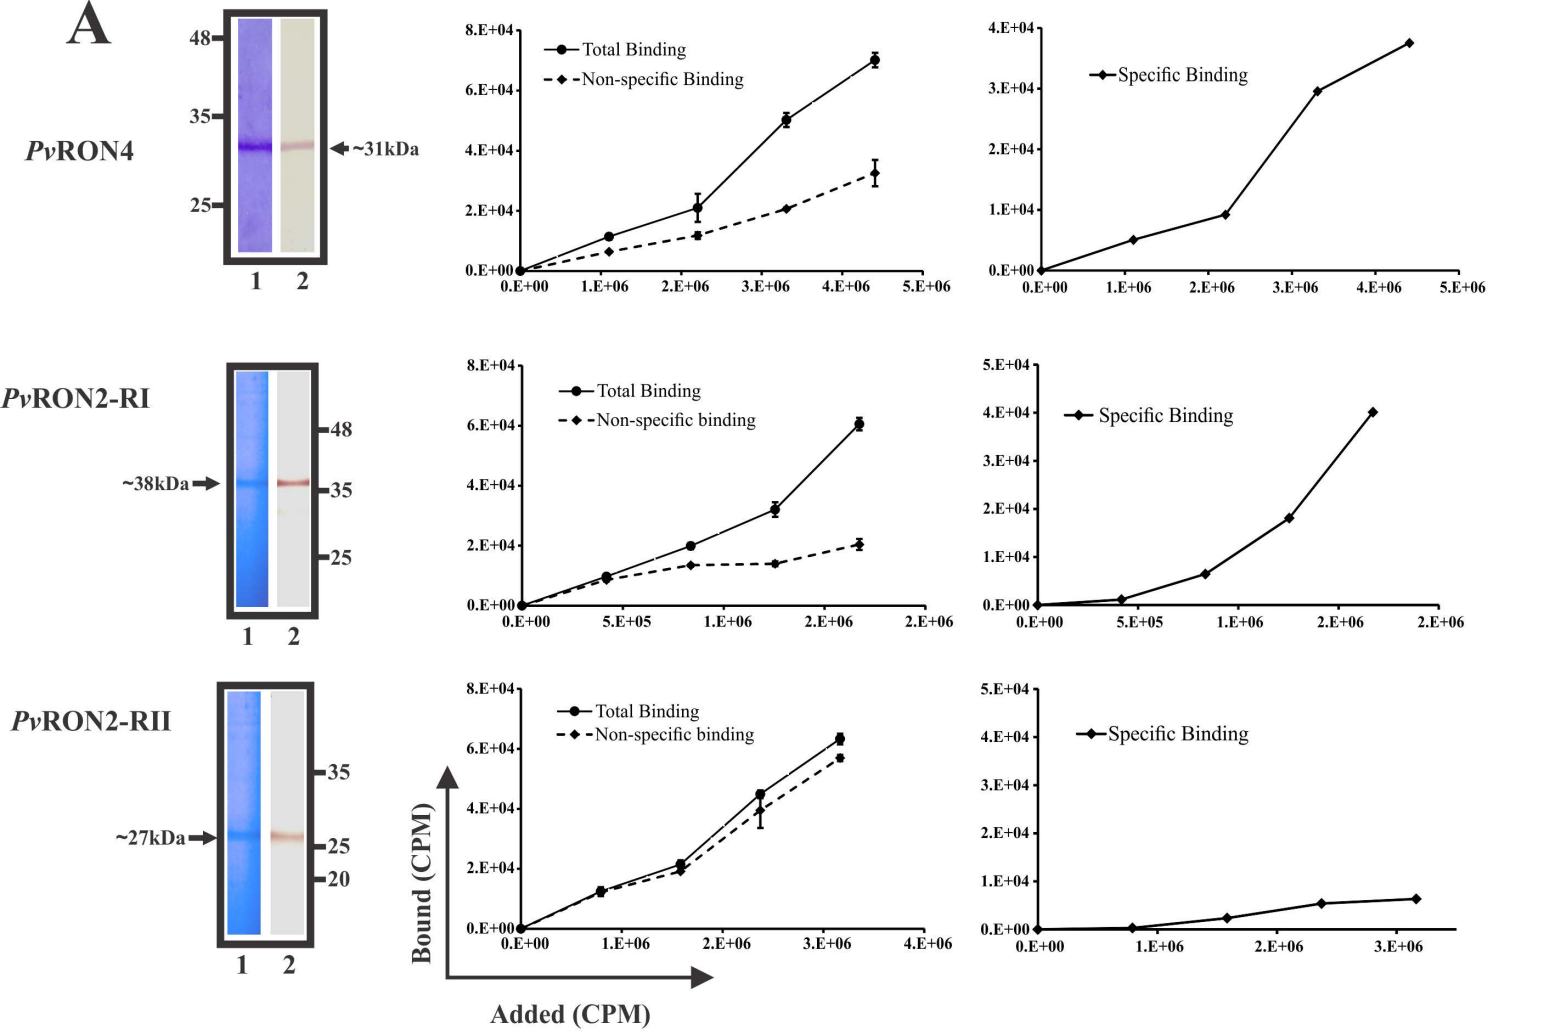 A
48
35
25
PvRON4
~31kDa
1 2
8.E+04
6.E+04
4.E+04
2.E+04
0.E+00
Total Binding
Non-specific Binding
0.E+00 1.E+06 2.E+06 3.E+06 4.E+06 5.E+06
4.E+04
3.E+04
2.E+04
1.E+04
0.E+00
Specific Binding
0.E+00 1.E+06 2.E+06 3.E+06 4.E+06 5.E+06
PvRON2-RI
~38kDa
48
35
25
1 2
8.E+04
6.E+04
4.E+04
2.E+04
0.E+00
Total Binding
Non-specific binding
0.E+00 5.E+05 1.E+06 2.E+06 2.E+06
5.E+04
4.E+04
3.E+04
2.E+04
1.E+04
0.E+00
Specific Binding
0.E+00 5.E+05 1.E+06 2.E+06 2.E+06
PvRON2-RII
~27kDa
35
25
20
1 2
8.E+04
6.E+04
4.E+04
2.E+04
0.E+00
Total Binding
Non-specific binding
0.E+00 1.E+06 2.E+06 3.E+06 4.E+06
5.E+04
4.E+04
3.E+04
2.E+04
1.E+04
0.E+00
Specific Binding
0.E+00 1.E+06 2.E+06 3.E+06
Bound (CPM)
Added (CPM)